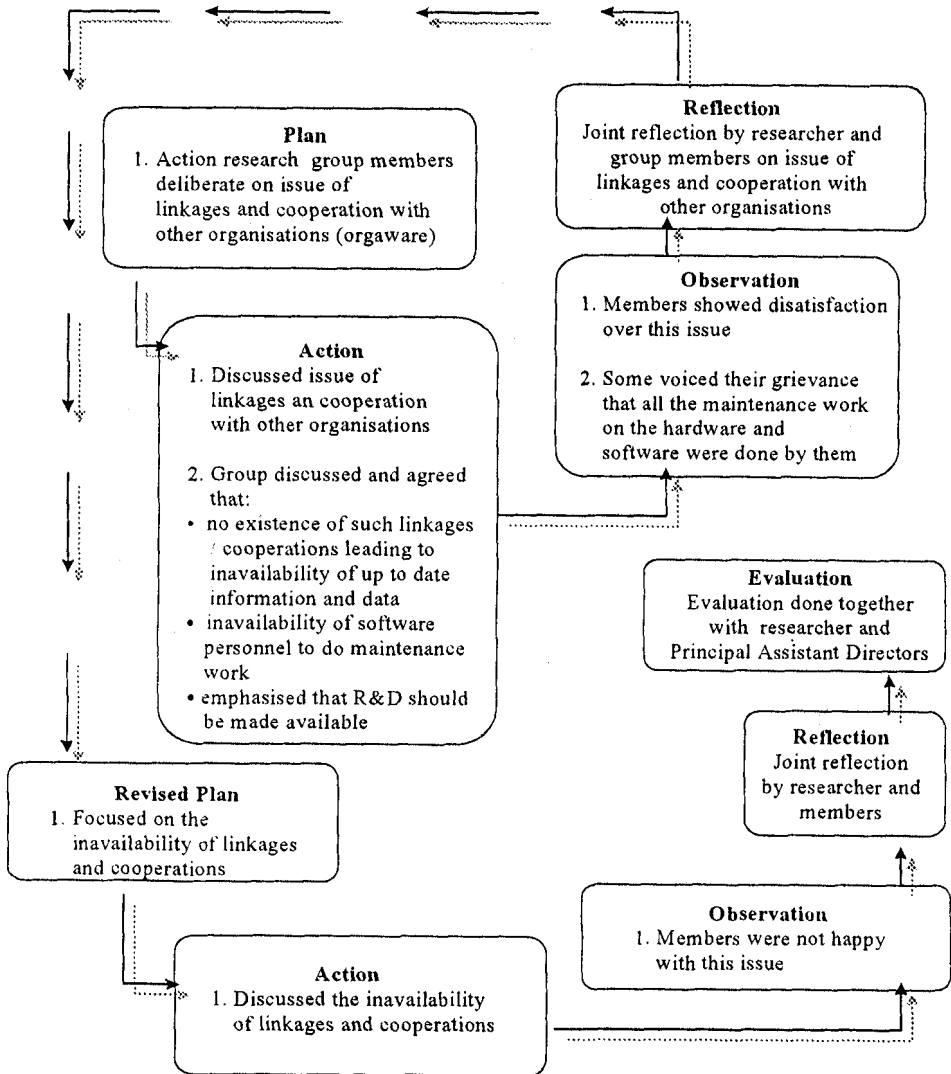 Plan
1. Action research group members
deliberate on issue of
linkages and cooperation with
other organisations (orgaware)
Action
1. Discussed issue of
linkages an cooperation
with other organisations
2. Group discussed and agreed
that:
• no existence of such linkages
/ cooperations leading to
inavailability of up to date
information and data
• inavailability of software
personnel to do maintenance
work
• emphasised that R&D should
be made available
Observation
1. Members showed disatisfaction
over this issue
2. Some voiced their grievance
that all the maintenance work
on the hardware and
software were done by them
Reflection
Joint reflection by researcher and
group members on issue of
linkages and cooperation with
other organisations
Revised Plan
1. Focused on the
inavailability of linkages
and cooperations
Action
1. Discussed the inavailability
of linkages and cooperations
Observation
1. Members were not happy
with this issue
Reflection
Joint reflection
by researcher and
members
Evaluation
Evaluation done together
with researcher and
Principal Assistant Directors